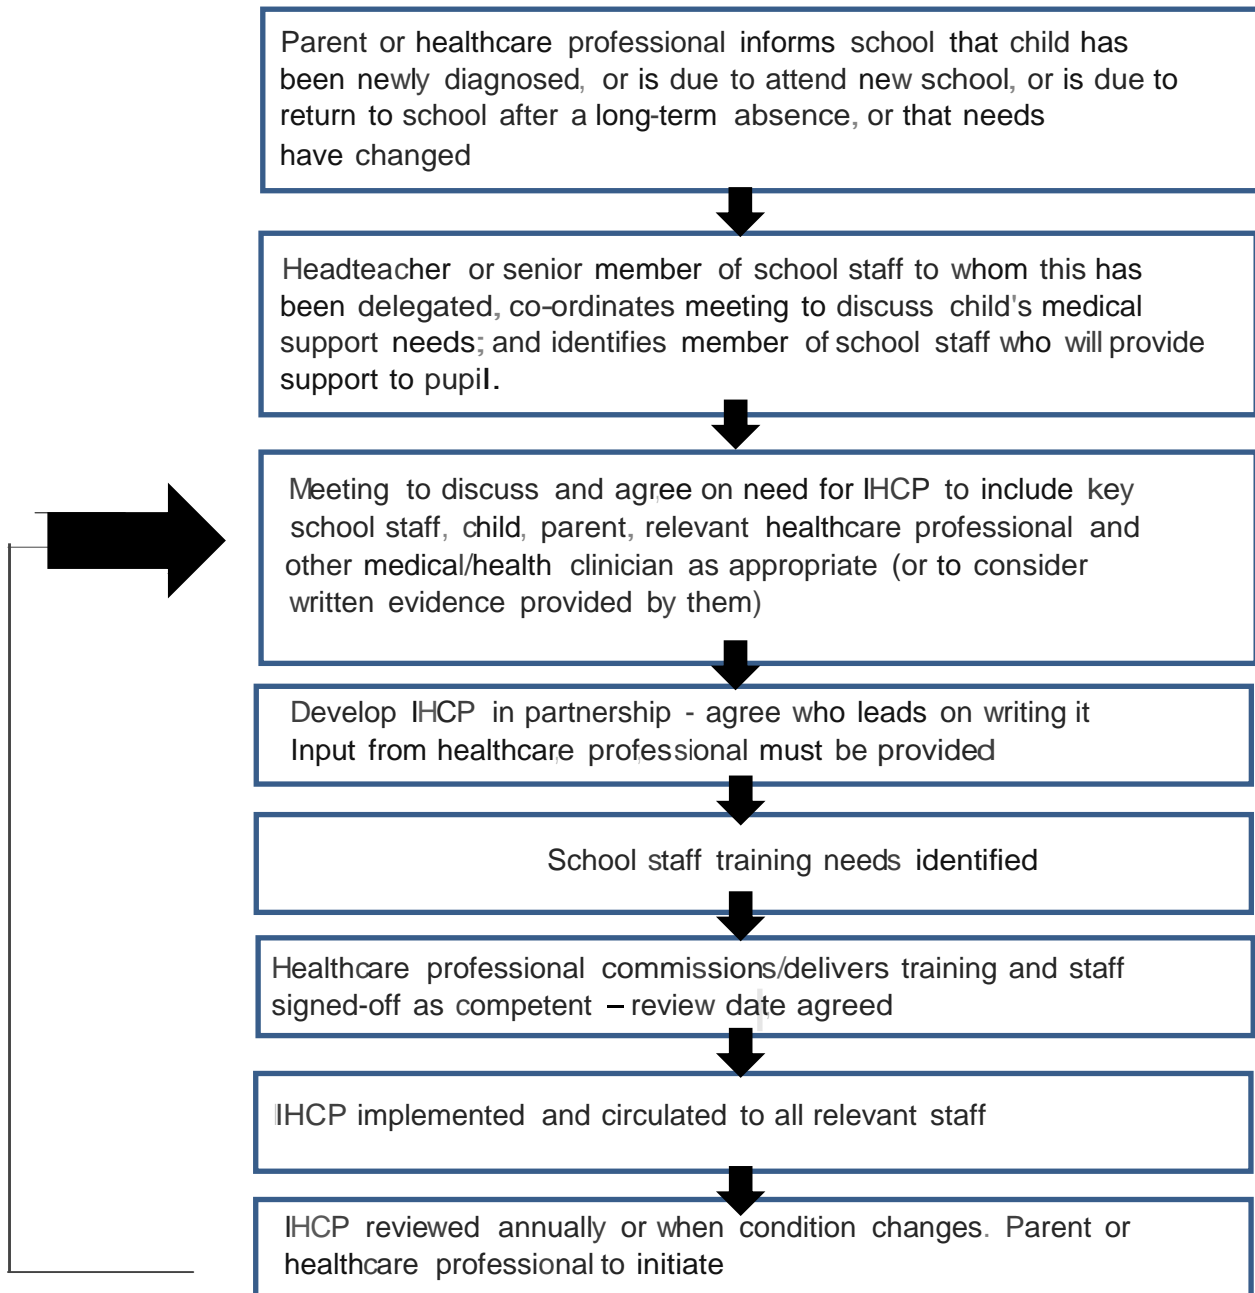 Parent or healthcare professional informs school that child has
been newly diagnosed, or is due to attend new school, or is due to
return to school after a long-term absence, or that needs
have changed
Headteacher or senior member of school staff to whom this has
been delegated, co-ordinates meeting to discuss child's medical
support needs; and identifies member of school staff who will provide
support to pupil.
Meeting to discuss and agree on need for IHCP to include key
school staff, child, parent, relevant healthcare professional and
other medical/health clinician as appropriate (or to consider
written evidence provided by them)
Develop IHCP in partnership - agree who leads on writing it
Input from healthcare professional must be provided
School staff training needs identified
Healthcare professional commissions/delivers training and staff
signed-off as competent – review date agreed
IHCP implemented and circulated to all relevant staff
IHCP reviewed annually or when condition changes. Parent or
healthcare professional to initiate